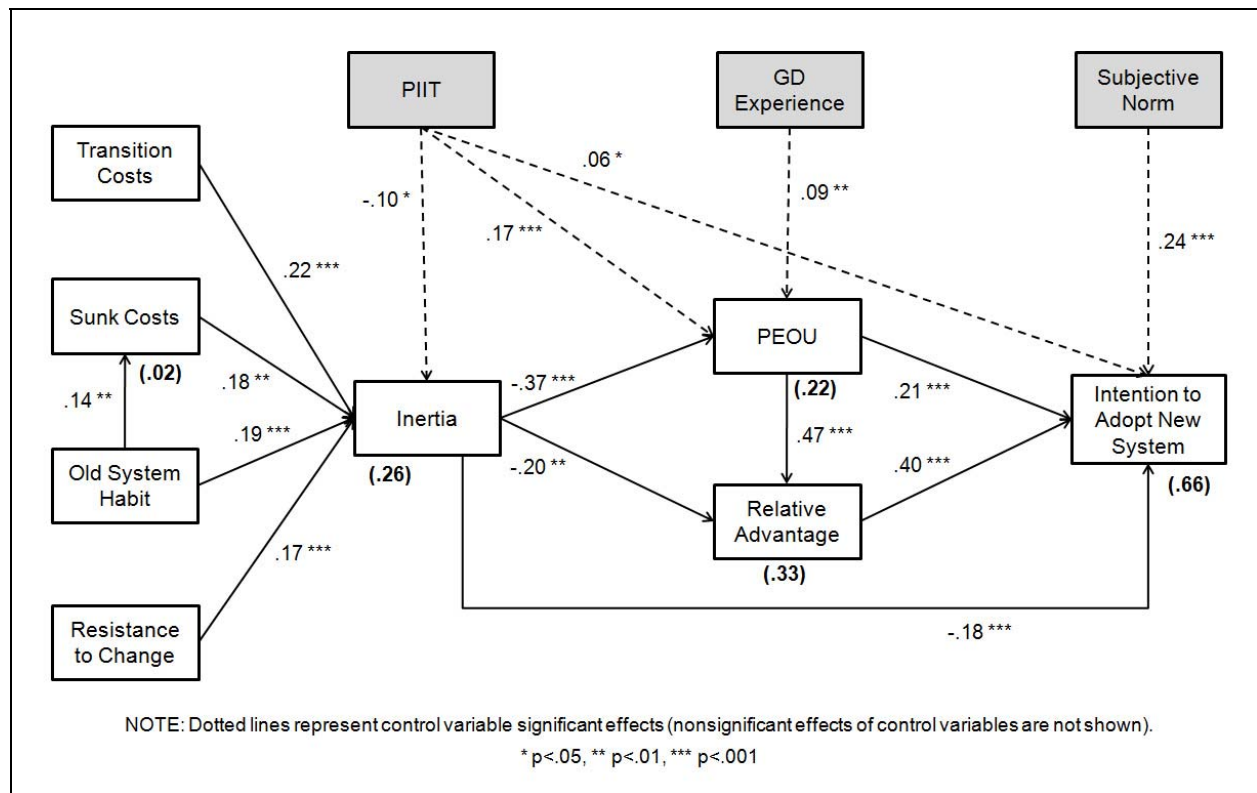 PIIT
GD
Experience
Subjective
Norm
Transition
Costs
.06 *
-.10 *
.09 **
.17 ***
.24 ***
.22 ***
Sunk Costs
(.02)
.18 **
PEOU
(.22)
.14 **
-.37 ***
.21 ***
Intention to
Adopt New
System
(.66)
.19 ***
Inertia
(.26)
.47 ***
Old System
Habit
-.20 **
.40 ***
Relative
Advantage
(.33)
.17 ***
Resistance
to Change
-.18 ***
NOTE: Dotted lines represent control variable significant effects (nonsignificant effects of control variables are not shown).
* p<.05, ** p<.01, *** p<.001